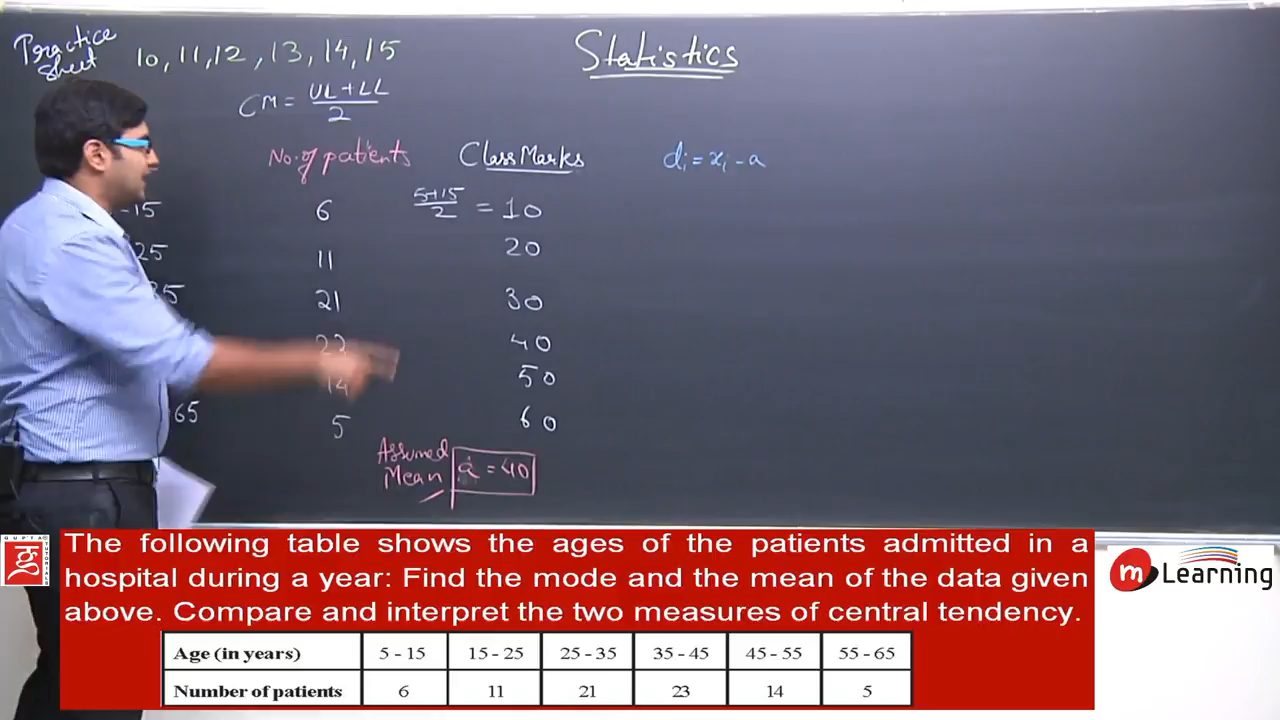 Practice Sheet 10, 11, 12, 13, 14, 15
Statistics
CM = UL + LL / 2
No. of patients Class Marks di = xi - a
-15 6 5+15 / 2 = 10
25 11 20
35 21 30
22 40
14 50
65 5 60
Assumed Mean a = 40
GUPTA TUTORIALS
The following table shows the ages of the patients admitted in a
hospital during a year: Find the mode and the mean of the data given
above. Compare and interpret the two measures of central tendency.
Age (in years) 5 - 15 15 - 25 25 - 35 35 - 45 45 - 55 55 - 65
Number of patients 6 11 21 23 14 5
m Learning